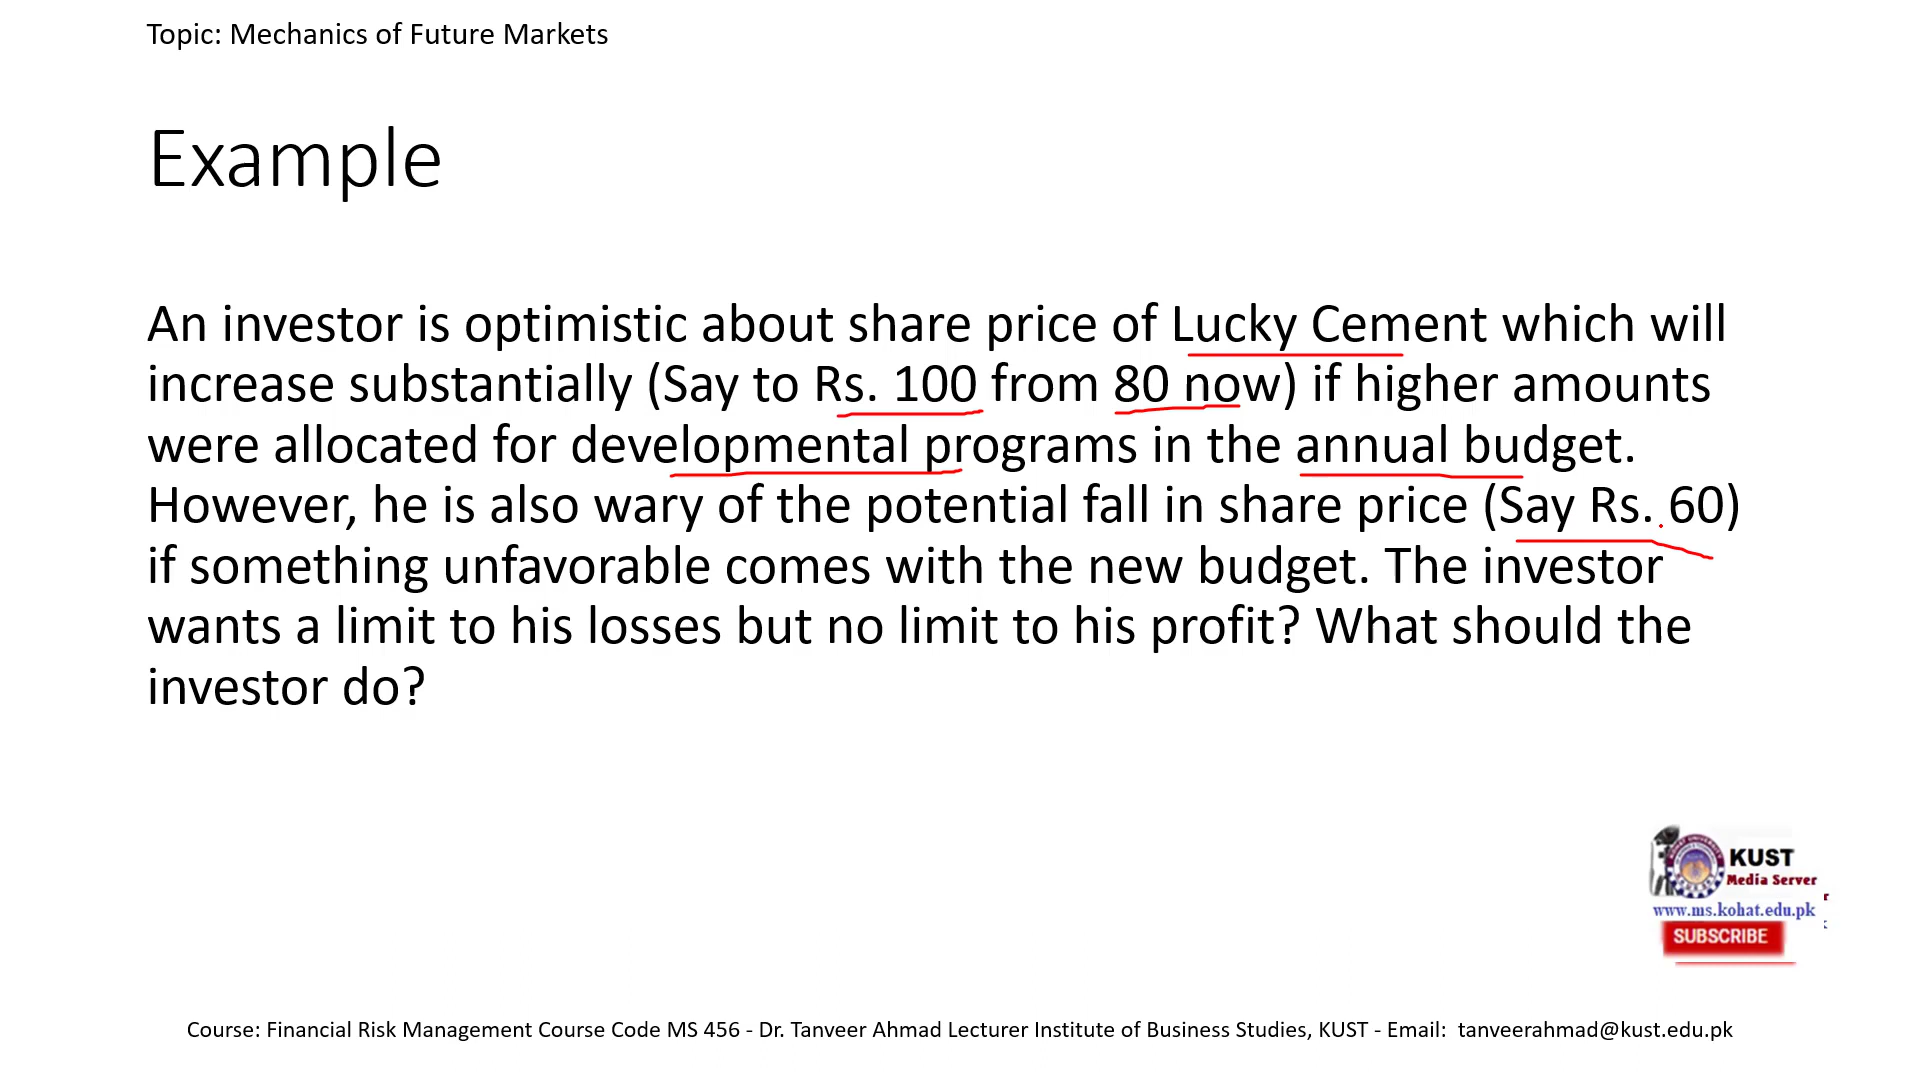 Topic: Mechanics of Future Markets
Example
An investor is optimistic about share price of Lucky Cement which will
increase substantially (Say to Rs. 100 from 80 now) if higher amounts
were allocated for developmental programs in the annual budget.
However, he is also wary of the potential fall in share price (Say Rs. 60)
if something unfavorable comes with the new budget. The investor
wants a limit to his losses but no limit to his profit? What should the
investor do?
KUST
Media Server
www.ms.kohat.edu.pk
SUBSCRIBE
Course: Financial Risk Management Course Code MS 456 - Dr. Tanveer Ahmad Lecturer Institute of Business Studies, KUST - Email:  tanveerahmad@kust.edu.pk